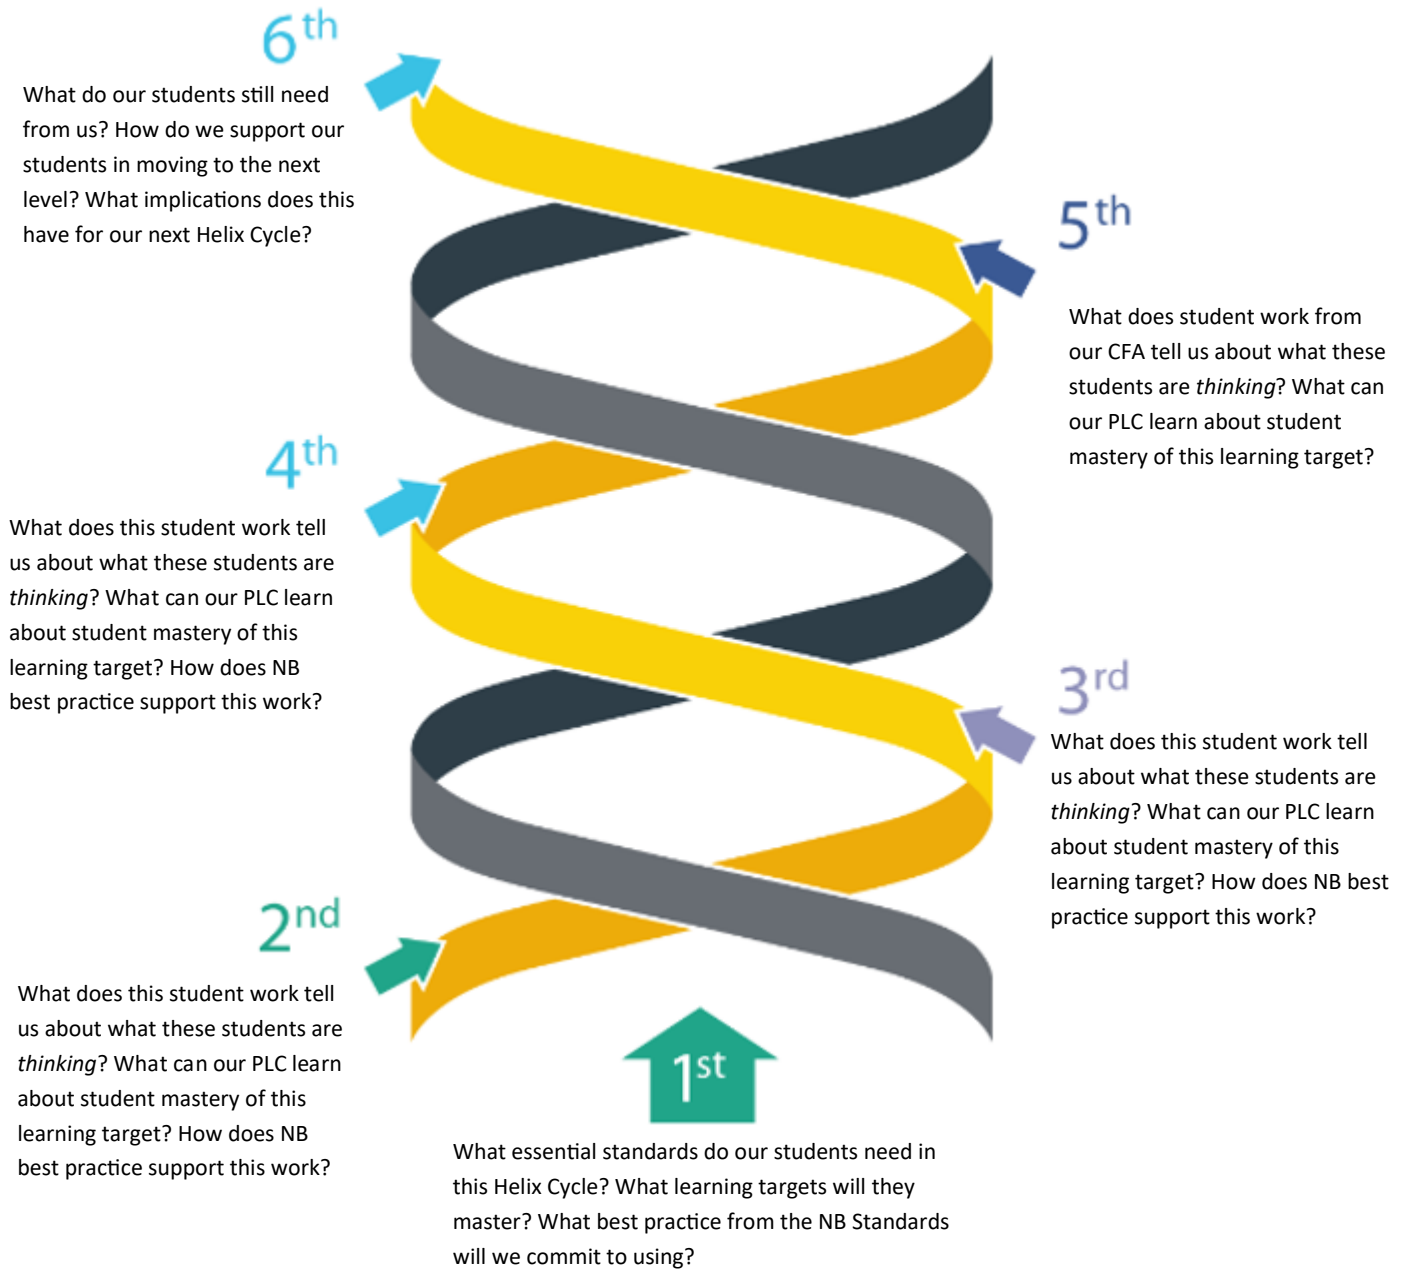 6th
What do our students still need
from us? How do we support our
students in moving to the next
level? What implications does this
have for our next Helix Cycle?
5th
What does student work from
our CFA tell us about what these
students are thinking? What can
our PLC learn about student
mastery of this learning target?
4th
What does this student work tell
us about what these students are
thinking? What can our PLC learn
about student mastery of this
learning target? How does NB
best practice support this work?
3rd
What does this student work tell
us about what these students are
thinking? What can our PLC learn
about student mastery of this
learning target? How does NB best
practice support this work?
2nd
What does this student work tell
us about what these students are
thinking? What can our PLC learn
about student mastery of this
learning target? How does NB
best practice support this work?
1st
What essential standards do our students need in
this Helix Cycle? What learning targets will they
master? What best practice from the NB Standards
will we commit to using?